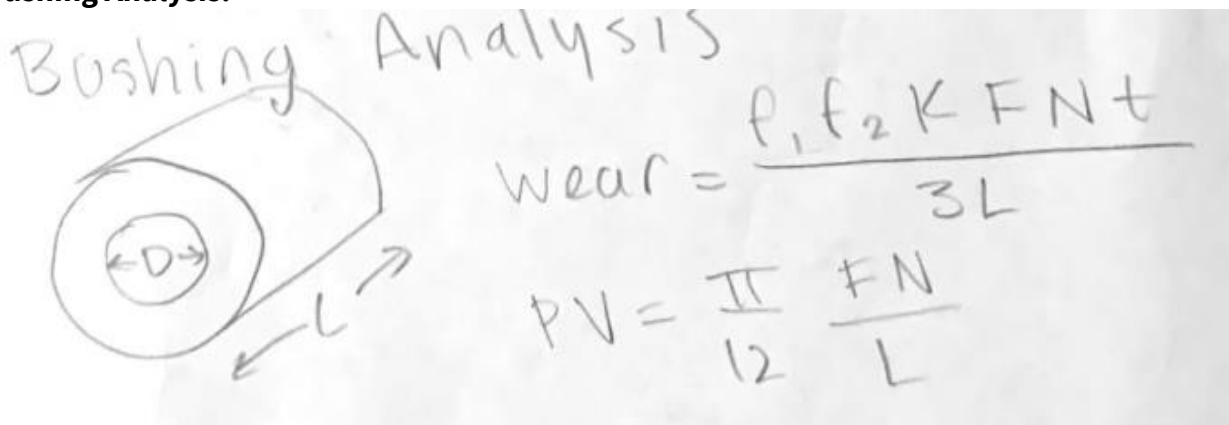 Bushing Analysis
wear = f₁ f₂ K F N t / 3L
PV = π/12 FN/L
D
L